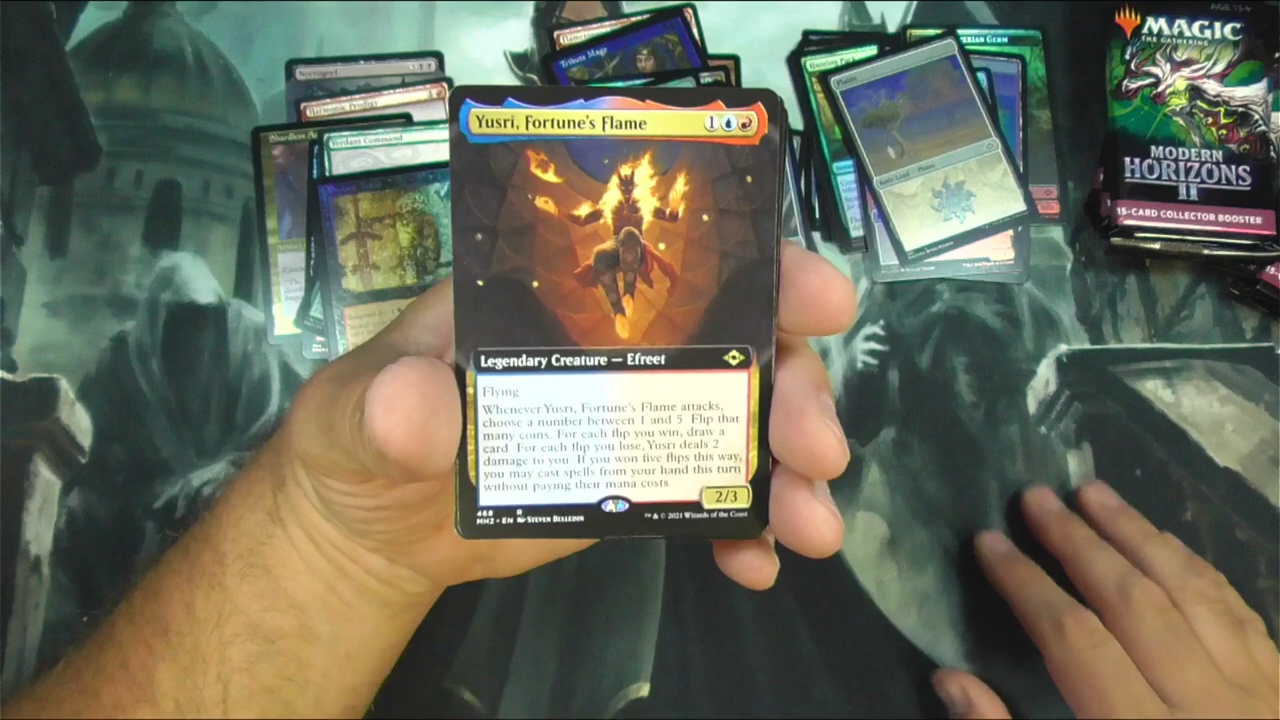 MAGIC
THE GATHERING
MODERN
HORIZONS
II
15-CARD COLLECTOR BOOSTER
Tribute Mage
Harmonic Prodigy
Verdant Command
Plains
Yusri, Fortune's Flame
1
Legendary Creature — Efreet
Flying
Whenever Yusri, Fortune's Flame attacks,
choose a number between 1 and 5. Flip that
many coins. For each flip you win, draw a
card. For each flip you lose, Yusri deals 2
damage to you. If you won five flips this way,
you may cast spells from your hand this turn
without paying their mana costs.
2/3
468 R
MH2 • EN Steven Belledin
™ & © 2021 Wizards of the Coast